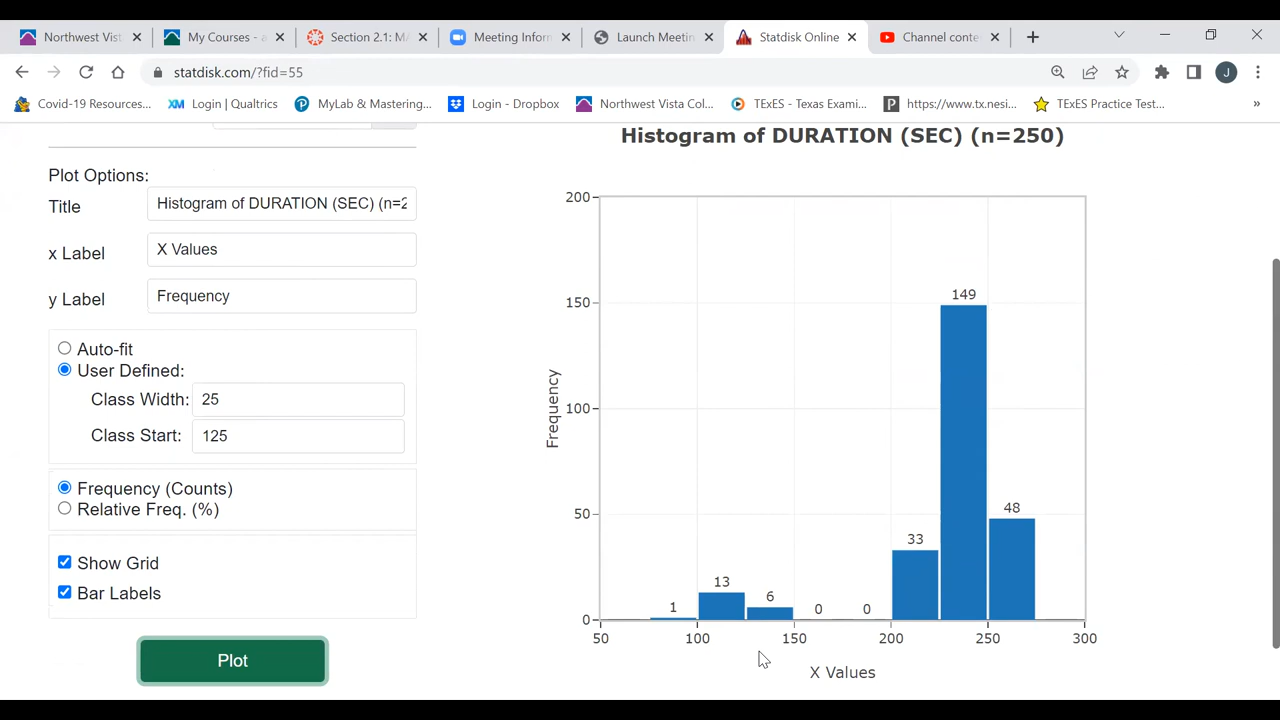 Northwest Vis
My Courses - a
Section 2.1: MA
Meeting Inforn
Launch Meetin
Statdisk Online
Channel conte
statdisk.com/?fid=55
J
Covid-19 Resources...
XM Login | Qualtrics
MyLab & Mastering...
Login - Dropbox
Northwest Vista Col...
TExES - Texas Exami...
https://www.tx.nesi...
TExES Practice Test...
»
Histogram of DURATION (SEC) (n=250)
Plot Options:
Title
Histogram of DURATION (SEC) (n=2
x Label
X Values
y Label
Frequency
Auto-fit
User Defined:
Class Width: 25
Class Start: 125
Frequency (Counts)
Relative Freq. (%)
Show Grid
Bar Labels
Plot
200
150
100
50
0
Frequency
1
13
6
0
0
33
149
48
50
100
150
200
250
300
X Values